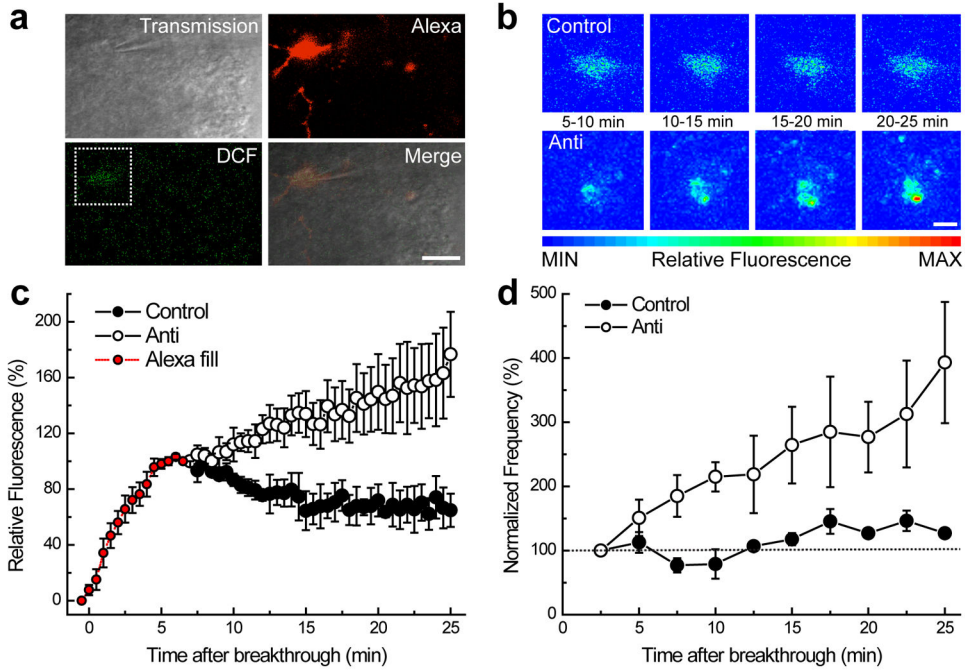 a
Transmission
Alexa
DCF
Merge
b
Control
5-10 min
10-15 min
15-20 min
20-25 min
Anti
MIN
Relative Fluorescence
MAX
c
Control
Anti
Alexa fill
Relative Fluorescence (%)
200
160
120
80
40
0
0
5
10
15
20
25
Time after breakthrough (min)
d
Control
Anti
Normalized Frequency (%)
500
400
300
200
100
0
0
5
10
15
20
25
Time after breakthrough (min)